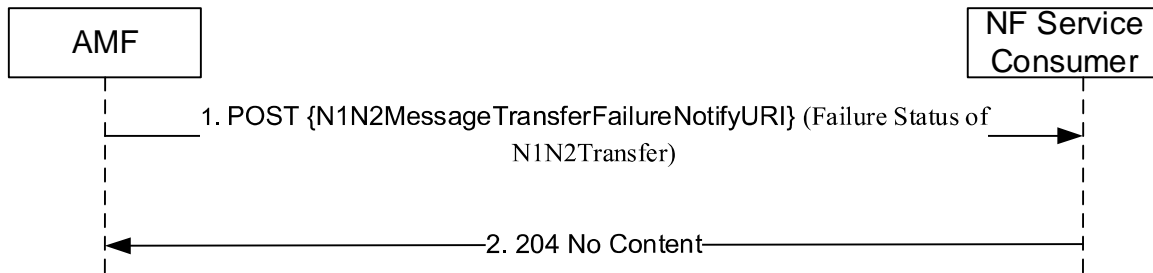 AMF
NF Service
Consumer
1. POST {N1N2MessageTransferFailureNotifyURI} (Failure Status of
N1N2Transfer)
2. 204 No Content